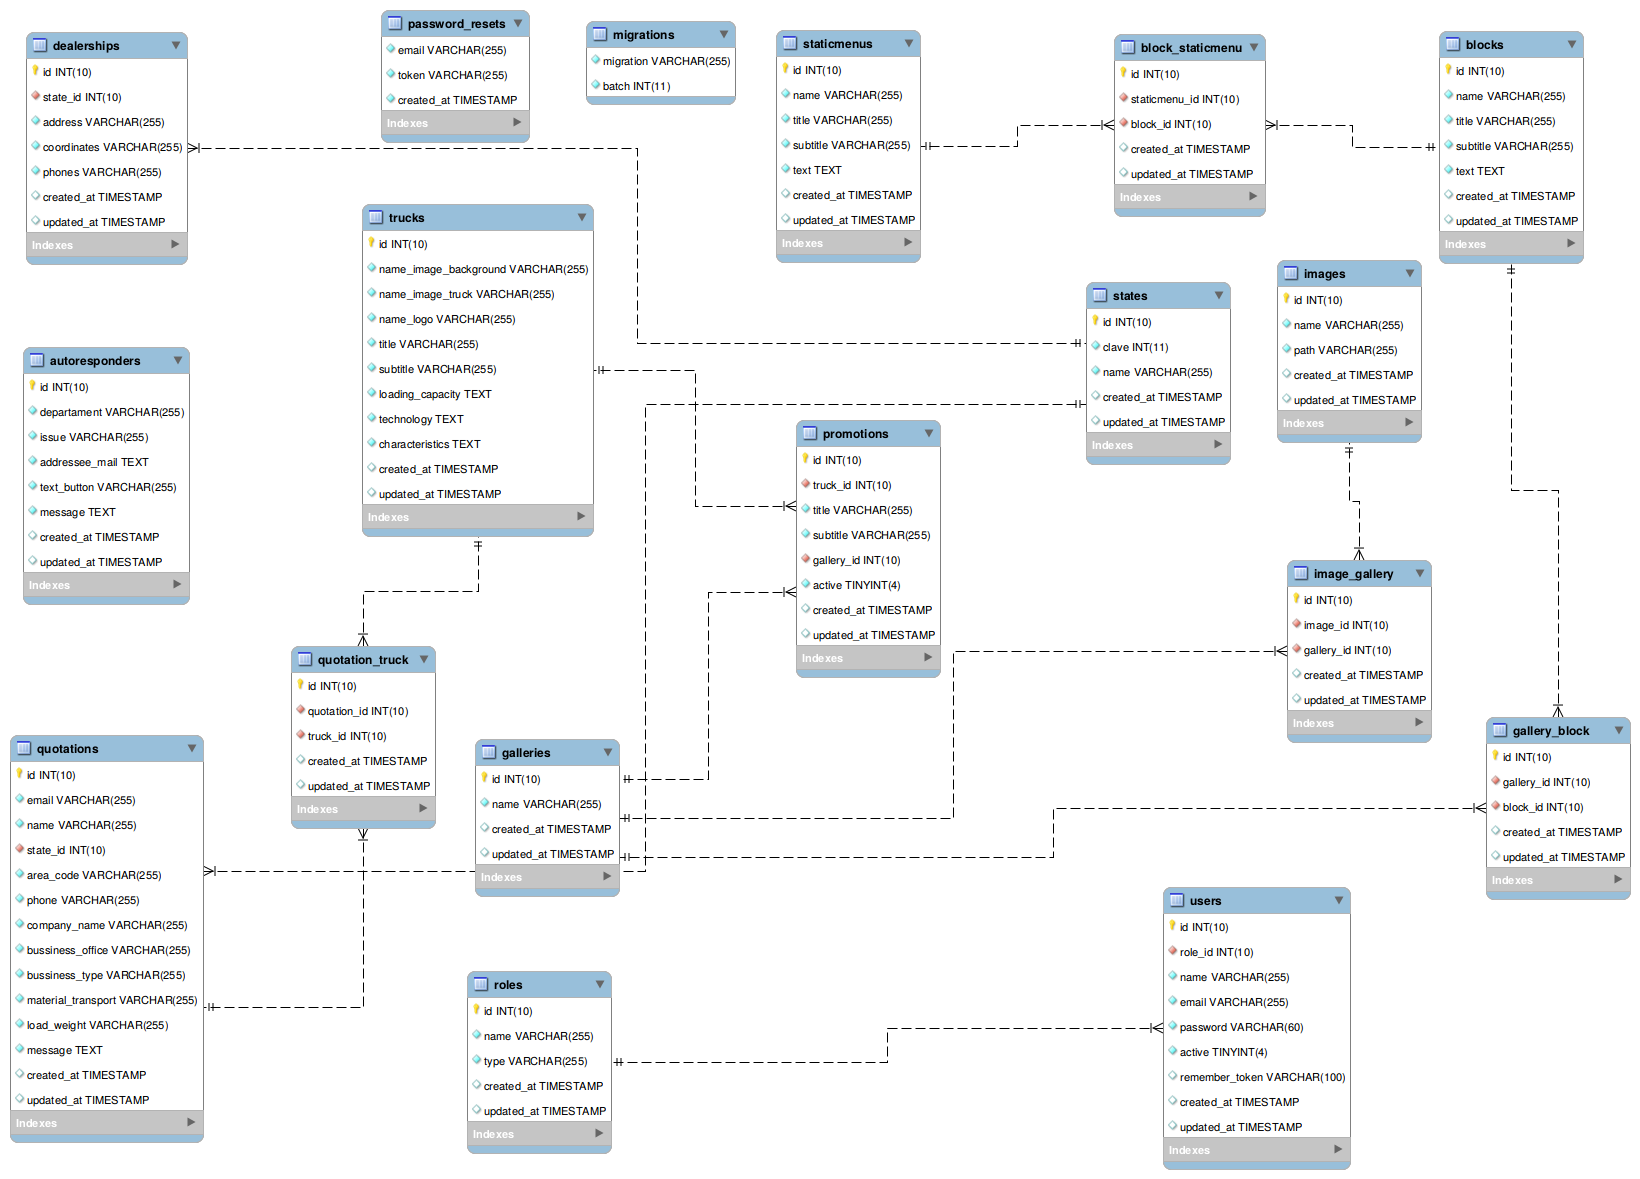 dealerships
id INT(10)
state_id INT(10)
address VARCHAR(255)
coordinates VARCHAR(255)
phones VARCHAR(255)
created_at TIMESTAMP
updated_at TIMESTAMP
Indexes
password_resets
email VARCHAR(255)
token VARCHAR(255)
created_at TIMESTAMP
Indexes
migrations
migration VARCHAR(255)
batch INT(11)
staticmenus
id INT(10)
name VARCHAR(255)
title VARCHAR(255)
subtitle VARCHAR(255)
text TEXT
created_at TIMESTAMP
updated_at TIMESTAMP
Indexes
block_staticmenu
id INT(10)
staticmenu_id INT(10)
block_id INT(10)
created_at TIMESTAMP
updated_at TIMESTAMP
Indexes
blocks
id INT(10)
name VARCHAR(255)
title VARCHAR(255)
subtitle VARCHAR(255)
text TEXT
created_at TIMESTAMP
updated_at TIMESTAMP
Indexes
trucks
id INT(10)
name_image_background VARCHAR(255)
name_image_truck VARCHAR(255)
name_logo VARCHAR(255)
title VARCHAR(255)
subtitle VARCHAR(255)
loading_capacity TEXT
technology TEXT
characteristics TEXT
created_at TIMESTAMP
updated_at TIMESTAMP
Indexes
states
id INT(10)
clave INT(11)
name VARCHAR(255)
created_at TIMESTAMP
updated_at TIMESTAMP
Indexes
images
id INT(10)
name VARCHAR(255)
path VARCHAR(255)
created_at TIMESTAMP
updated_at TIMESTAMP
Indexes
autoresponders
id INT(10)
departament VARCHAR(255)
issue VARCHAR(255)
addressee_mail TEXT
text_button VARCHAR(255)
message TEXT
created_at TIMESTAMP
updated_at TIMESTAMP
Indexes
promotions
id INT(10)
truck_id INT(10)
title VARCHAR(255)
subtitle VARCHAR(255)
gallery_id INT(10)
active TINYINT(4)
created_at TIMESTAMP
updated_at TIMESTAMP
Indexes
image_gallery
id INT(10)
image_id INT(10)
gallery_id INT(10)
created_at TIMESTAMP
updated_at TIMESTAMP
Indexes
quotation_truck
id INT(10)
quotation_id INT(10)
truck_id INT(10)
created_at TIMESTAMP
updated_at TIMESTAMP
Indexes
gallery_block
id INT(10)
gallery_id INT(10)
block_id INT(10)
created_at TIMESTAMP
updated_at TIMESTAMP
Indexes
quotations
id INT(10)
email VARCHAR(255)
name VARCHAR(255)
state_id INT(10)
area_code VARCHAR(255)
phone VARCHAR(255)
company_name VARCHAR(255)
bussiness_office VARCHAR(255)
bussiness_type VARCHAR(255)
material_transport VARCHAR(255)
load_weight VARCHAR(255)
message TEXT
created_at TIMESTAMP
updated_at TIMESTAMP
Indexes
galleries
id INT(10)
name VARCHAR(255)
created_at TIMESTAMP
updated_at TIMESTAMP
Indexes
users
id INT(10)
role_id INT(10)
name VARCHAR(255)
email VARCHAR(255)
password VARCHAR(60)
active TINYINT(4)
remember_token VARCHAR(100)
created_at TIMESTAMP
updated_at TIMESTAMP
Indexes
roles
id INT(10)
name VARCHAR(255)
type VARCHAR(255)
created_at TIMESTAMP
updated_at TIMESTAMP
Indexes